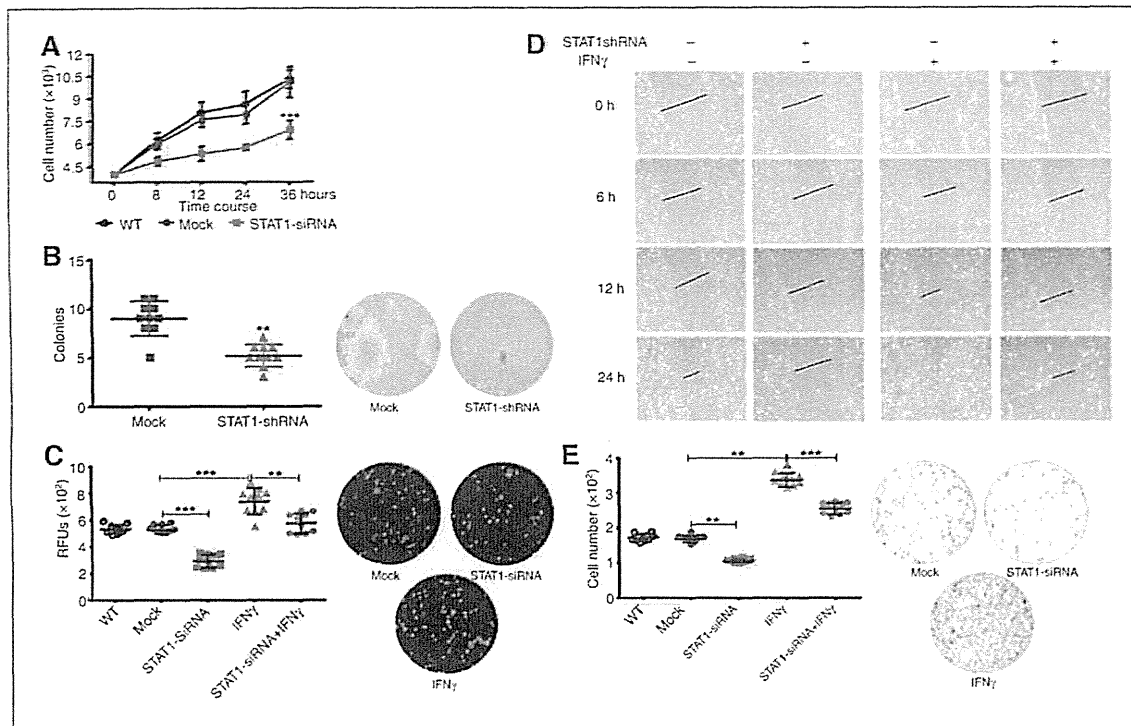 A
Cell number (×10³)
12
10.5
9
7.5
6
4.5
***
0 8 12 24 36 hours
Time course
WT Mock STAT1-siRNA
B
Colonies
15
10
5
0
**
Mock STAT1-shRNA
Mock STAT1-shRNA
C
RFUs (×10²)
10
8
6
4
2
0
*** **
***
WT Mock STAT1-SiRNA IFNγ STAT1-siRNA+IFNγ
Mock STAT1-siRNA
IFNγ
D
STAT1shRNA – + – +
IFNγ – – + +
0 h
6 h
12 h
24 h
E
Cell number (×10²)
4
3
2
1
0
** ***
**
WT Mock STAT1-siRNA IFNγ STAT1-siRNA+IFNγ
Mock STAT1-siRNA
IFNγ